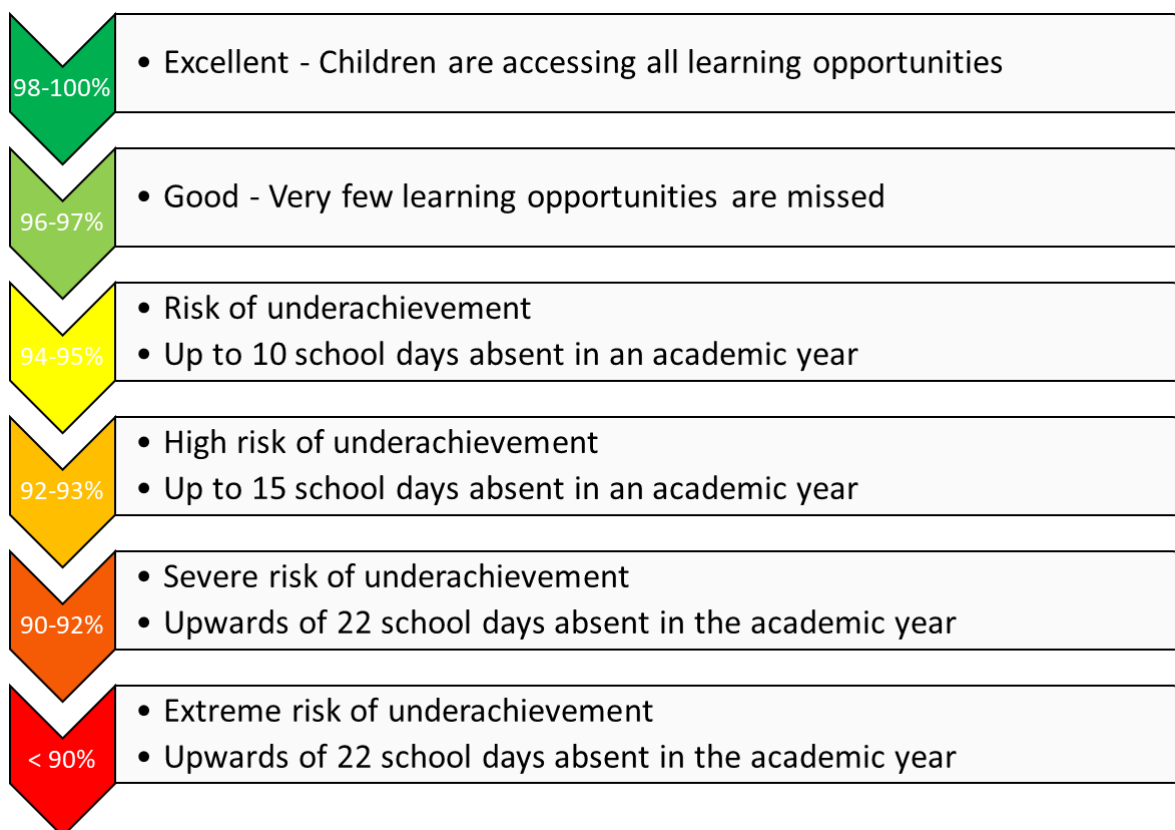 98-100%
• Excellent - Children are accessing all learning opportunities
96-97%
• Good - Very few learning opportunities are missed
94-95%
• Risk of underachievement
• Up to 10 school days absent in an academic year
92-93%
• High risk of underachievement
• Up to 15 school days absent in an academic year
90-92%
• Severe risk of underachievement
• Upwards of 22 school days absent in the academic year
< 90%
• Extreme risk of underachievement
• Upwards of 22 school days absent in the academic year